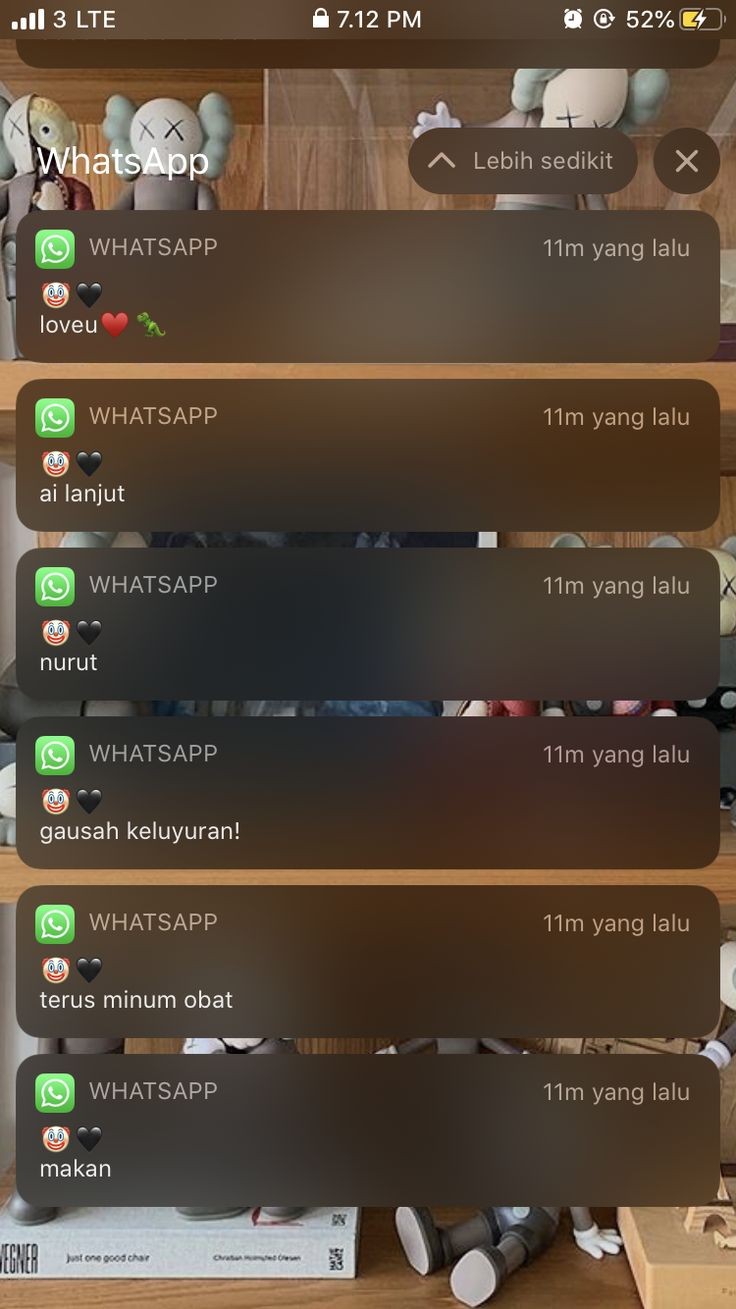 3 LTE 7.12 PM 52%
WhatsApp
Lebih sedikit
WHATSAPP 11m yang lalu
🤡🖤
loveu♥️🦖
WHATSAPP 11m yang lalu
🤡🖤
ai lanjut
WHATSAPP 11m yang lalu
🤡🖤
nurut
WHATSAPP 11m yang lalu
🤡🖤
gausah keluyuran!
WHATSAPP 11m yang lalu
🤡🖤
terus minum obat
WHATSAPP 11m yang lalu
🤡🖤
makan
WEGNER just one good chair